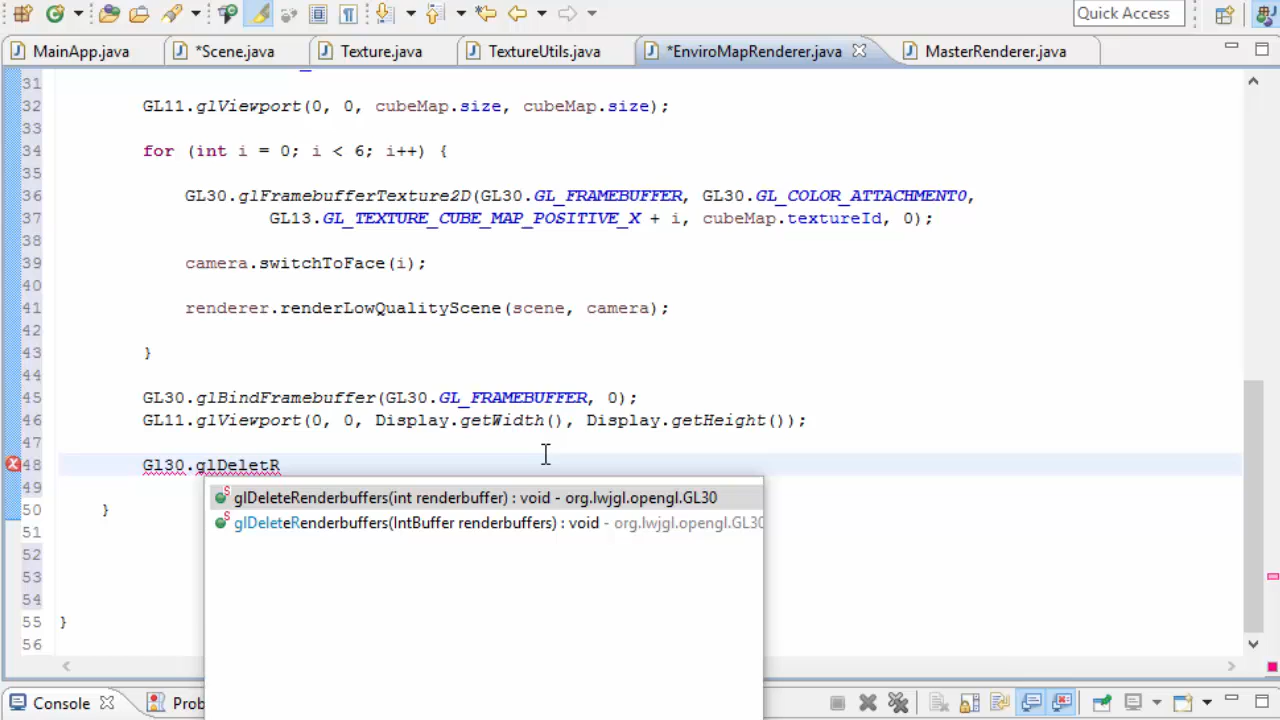 Quick Access
MainApp.java
*Scene.java
Texture.java
TextureUtils.java
*EnviroMapRenderer.java
MasterRenderer.java
31
32 GL11.glViewport(0, 0, cubeMap.size, cubeMap.size);
33
34 for (int i = 0; i < 6; i++) {
35
36 GL30.glFramebufferTexture2D(GL30.GL_FRAMEBUFFER, GL30.GL_COLOR_ATTACHMENT0,
37 GL13.GL_TEXTURE_CUBE_MAP_POSITIVE_X + i, cubeMap.textureId, 0);
38
39 camera.switchToFace(i);
40
41 renderer.renderLowQualityScene(scene, camera);
42
43 }
44
45 GL30.glBindFramebuffer(GL30.GL_FRAMEBUFFER, 0);
46 GL11.glViewport(0, 0, Display.getWidth(), Display.getHeight());
47
48 Gl30.glDeletR
49
glDeleteRenderbuffers(int renderbuffer) : void - org.lwjgl.opengl.GL30
50 }
glDeleteRenderbuffers(IntBuffer renderbuffers) : void - org.lwjgl.opengl.GL30
51
52
53
54
55 }
56
Console
Prob